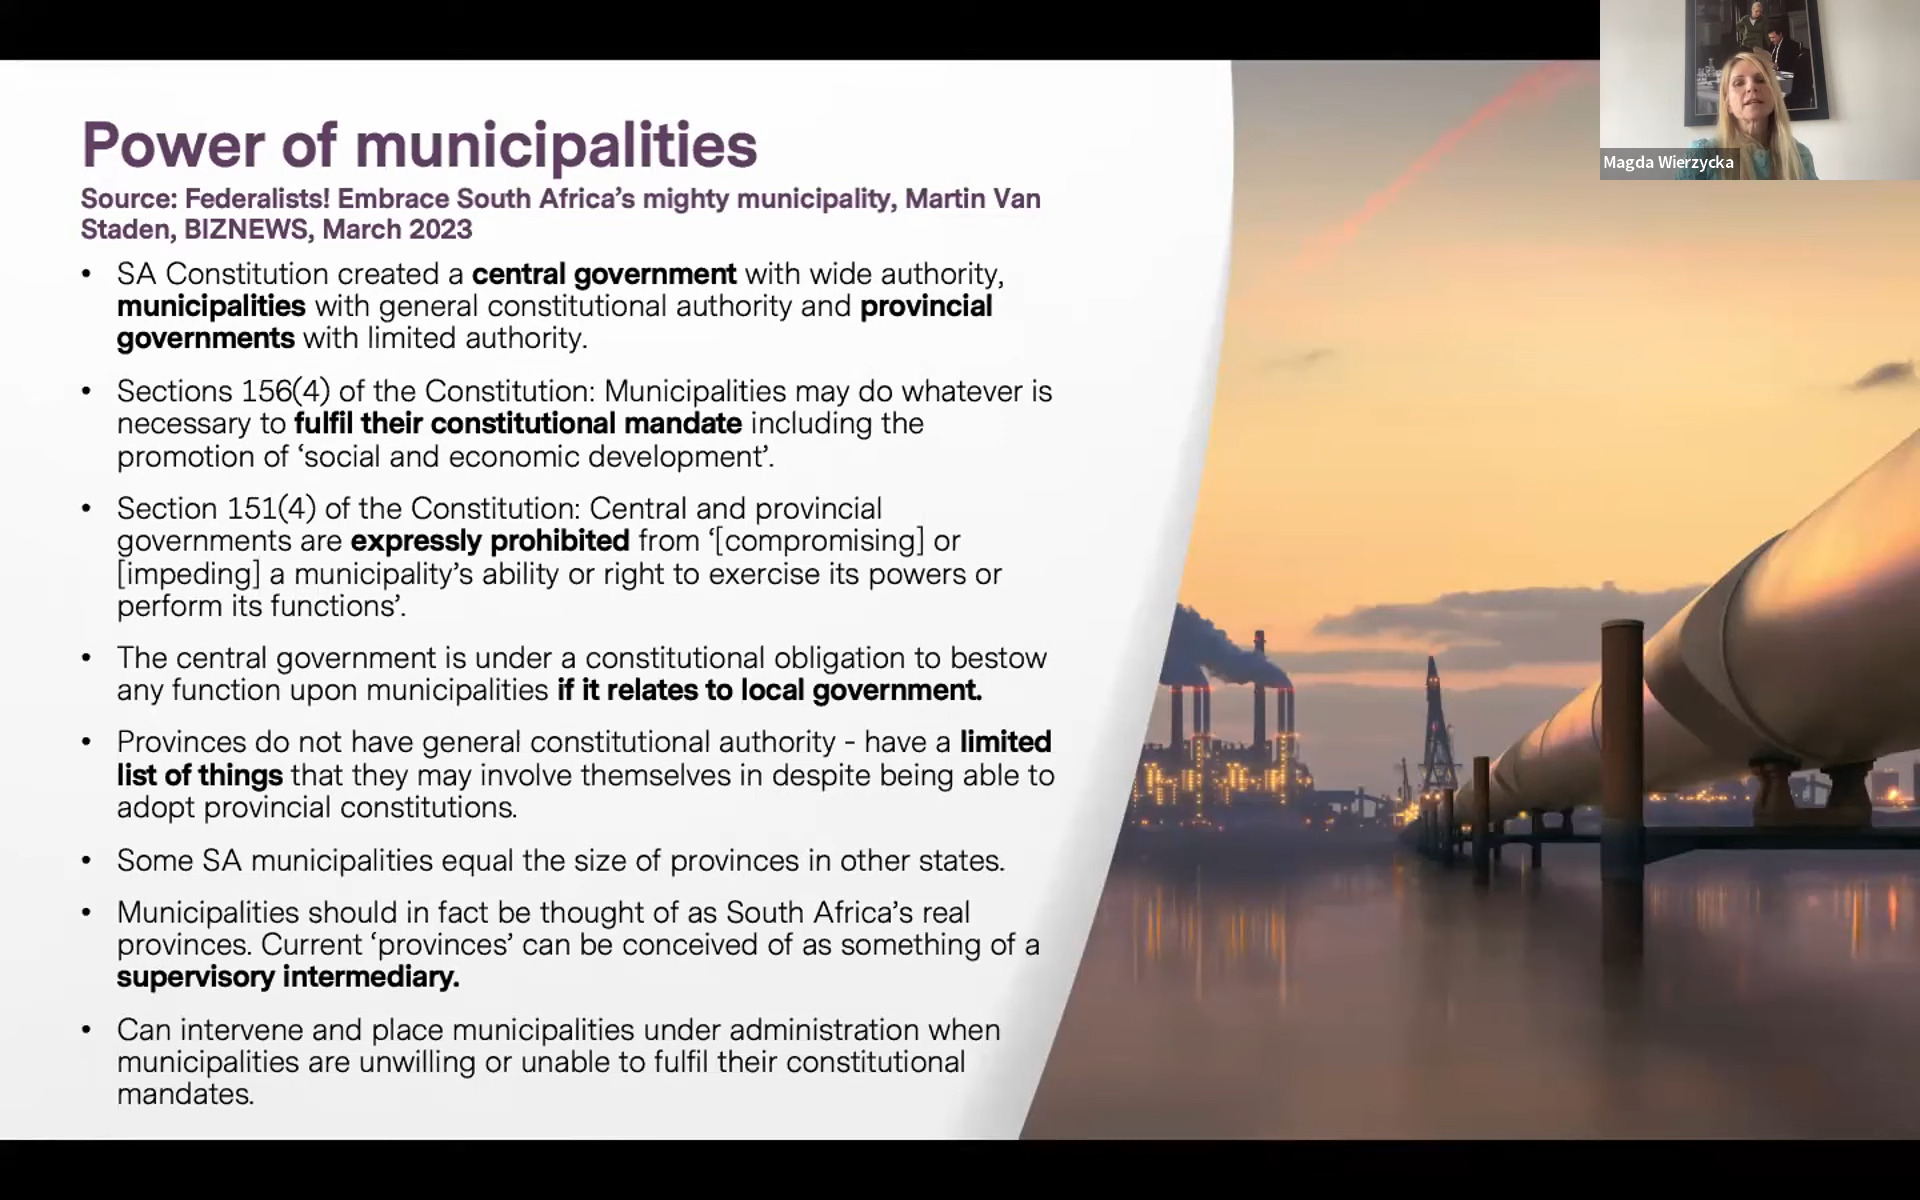 Power of municipalities
Source: Federalists! Embrace South Africa’s mighty municipality, Martin Van
Staden, BIZNEWS, March 2023
• SA Constitution created a central government with wide authority,
municipalities with general constitutional authority and provincial
governments with limited authority.
• Sections 156(4) of the Constitution: Municipalities may do whatever is
necessary to fulfil their constitutional mandate including the
promotion of ‘social and economic development’.
• Section 151(4) of the Constitution: Central and provincial
governments are expressly prohibited from ‘[compromising] or
[impeding] a municipality’s ability or right to exercise its powers or
perform its functions’.
• The central government is under a constitutional obligation to bestow
any function upon municipalities if it relates to local government.
• Provinces do not have general constitutional authority - have a limited
list of things that they may involve themselves in despite being able to
adopt provincial constitutions.
• Some SA municipalities equal the size of provinces in other states.
• Municipalities should in fact be thought of as South Africa’s real
provinces. Current ‘provinces’ can be conceived of as something of a
supervisory intermediary.
• Can intervene and place municipalities under administration when
municipalities are unwilling or unable to fulfil their constitutional
mandates.
Magda Wierzycka